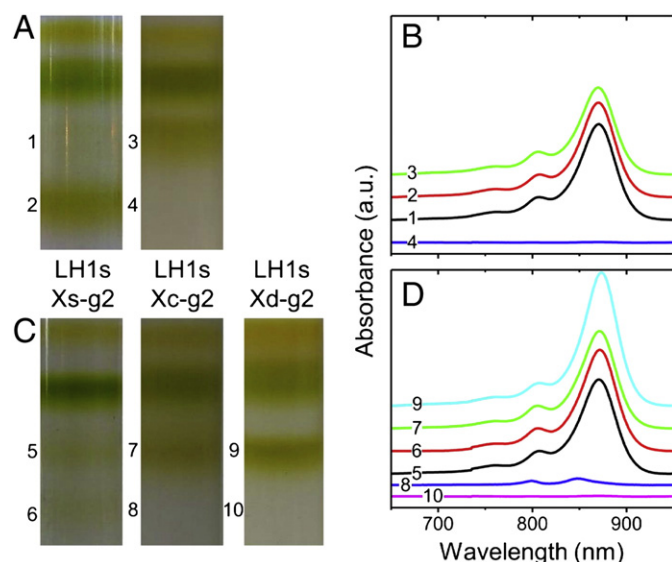 A
1
2
3
4
LH1s
Xs-g2
LH1s
Xc-g2
LH1s
Xd-g2
C
5
6
7
8
9
10
B
3
2
1
4
D
9
7
6
5
8
10
Absorbance (a.u.)
700 800 900
Wavelength (nm)